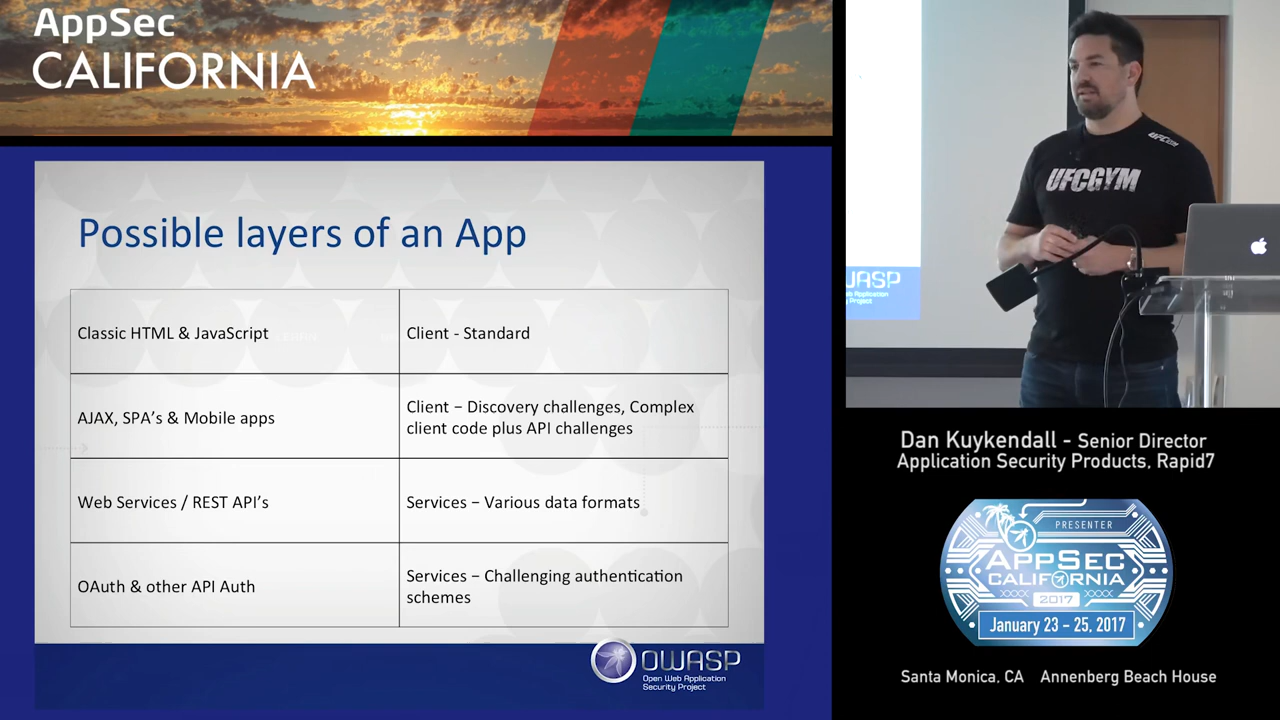 AppSec
CALIFORNIA
Possible layers of an App
Classic HTML & JavaScript
Client - Standard
AJAX, SPA's & Mobile apps
Client – Discovery challenges, Complex
client code plus API challenges
Web Services / REST API's
Services – Various data formats
OAuth & other API Auth
Services – Challenging authentication
schemes
OWASP
Open Web Application
Security Project
UFCGYM
Dan Kuykendall - Senior Director
Application Security Products, Rapid7
PRESENTER
APPSEC
CALIFORNIA
2017
January 23 - 25, 2017
Santa Monica, CA Annenberg Beach House